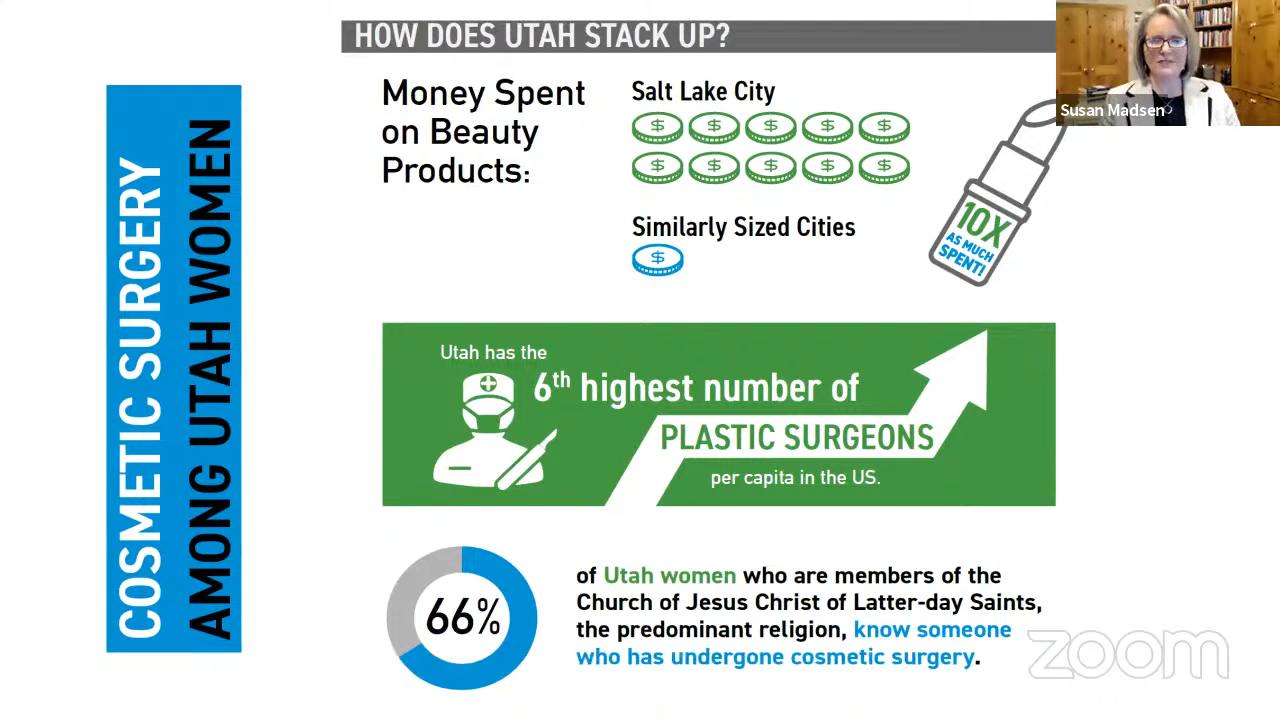 HOW DOES UTAH STACK UP?
COSMETIC SURGERY
AMONG UTAH WOMEN
Money Spent
on Beauty
Products:
Salt Lake City
$ $ $ $ $
$ $ $ $ $
Similarly Sized Cities
$
10X
AS MUCH
SPENT!
Susan Madsen
Utah has the
6th highest number of
PLASTIC SURGEONS
per capita in the US.
66%
of Utah women who are members of the
Church of Jesus Christ of Latter-day Saints,
the predominant religion, know someone
who has undergone cosmetic surgery.
zoom